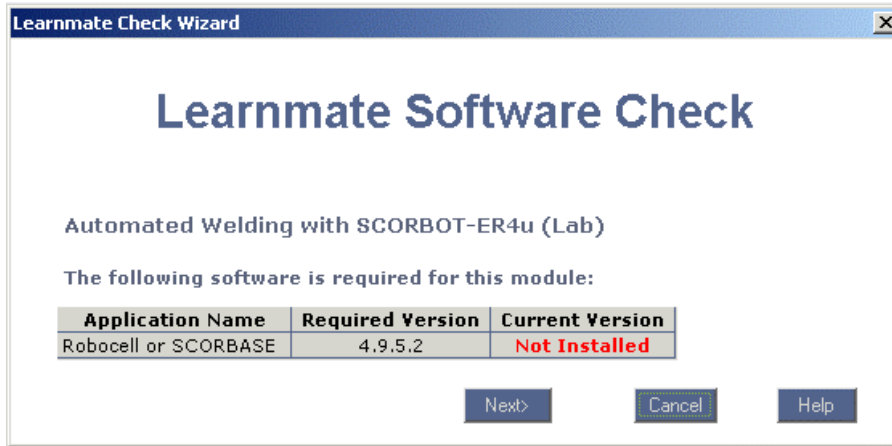 Learnmate Check Wizard
Learnmate Software Check
Automated Welding with SCORBOT-ER4u (Lab)
The following software is required for this module:
Application Name Required Version Current Version
Robocell or SCORBASE 4.9.5.2 Not Installed
Next> Cancel Help